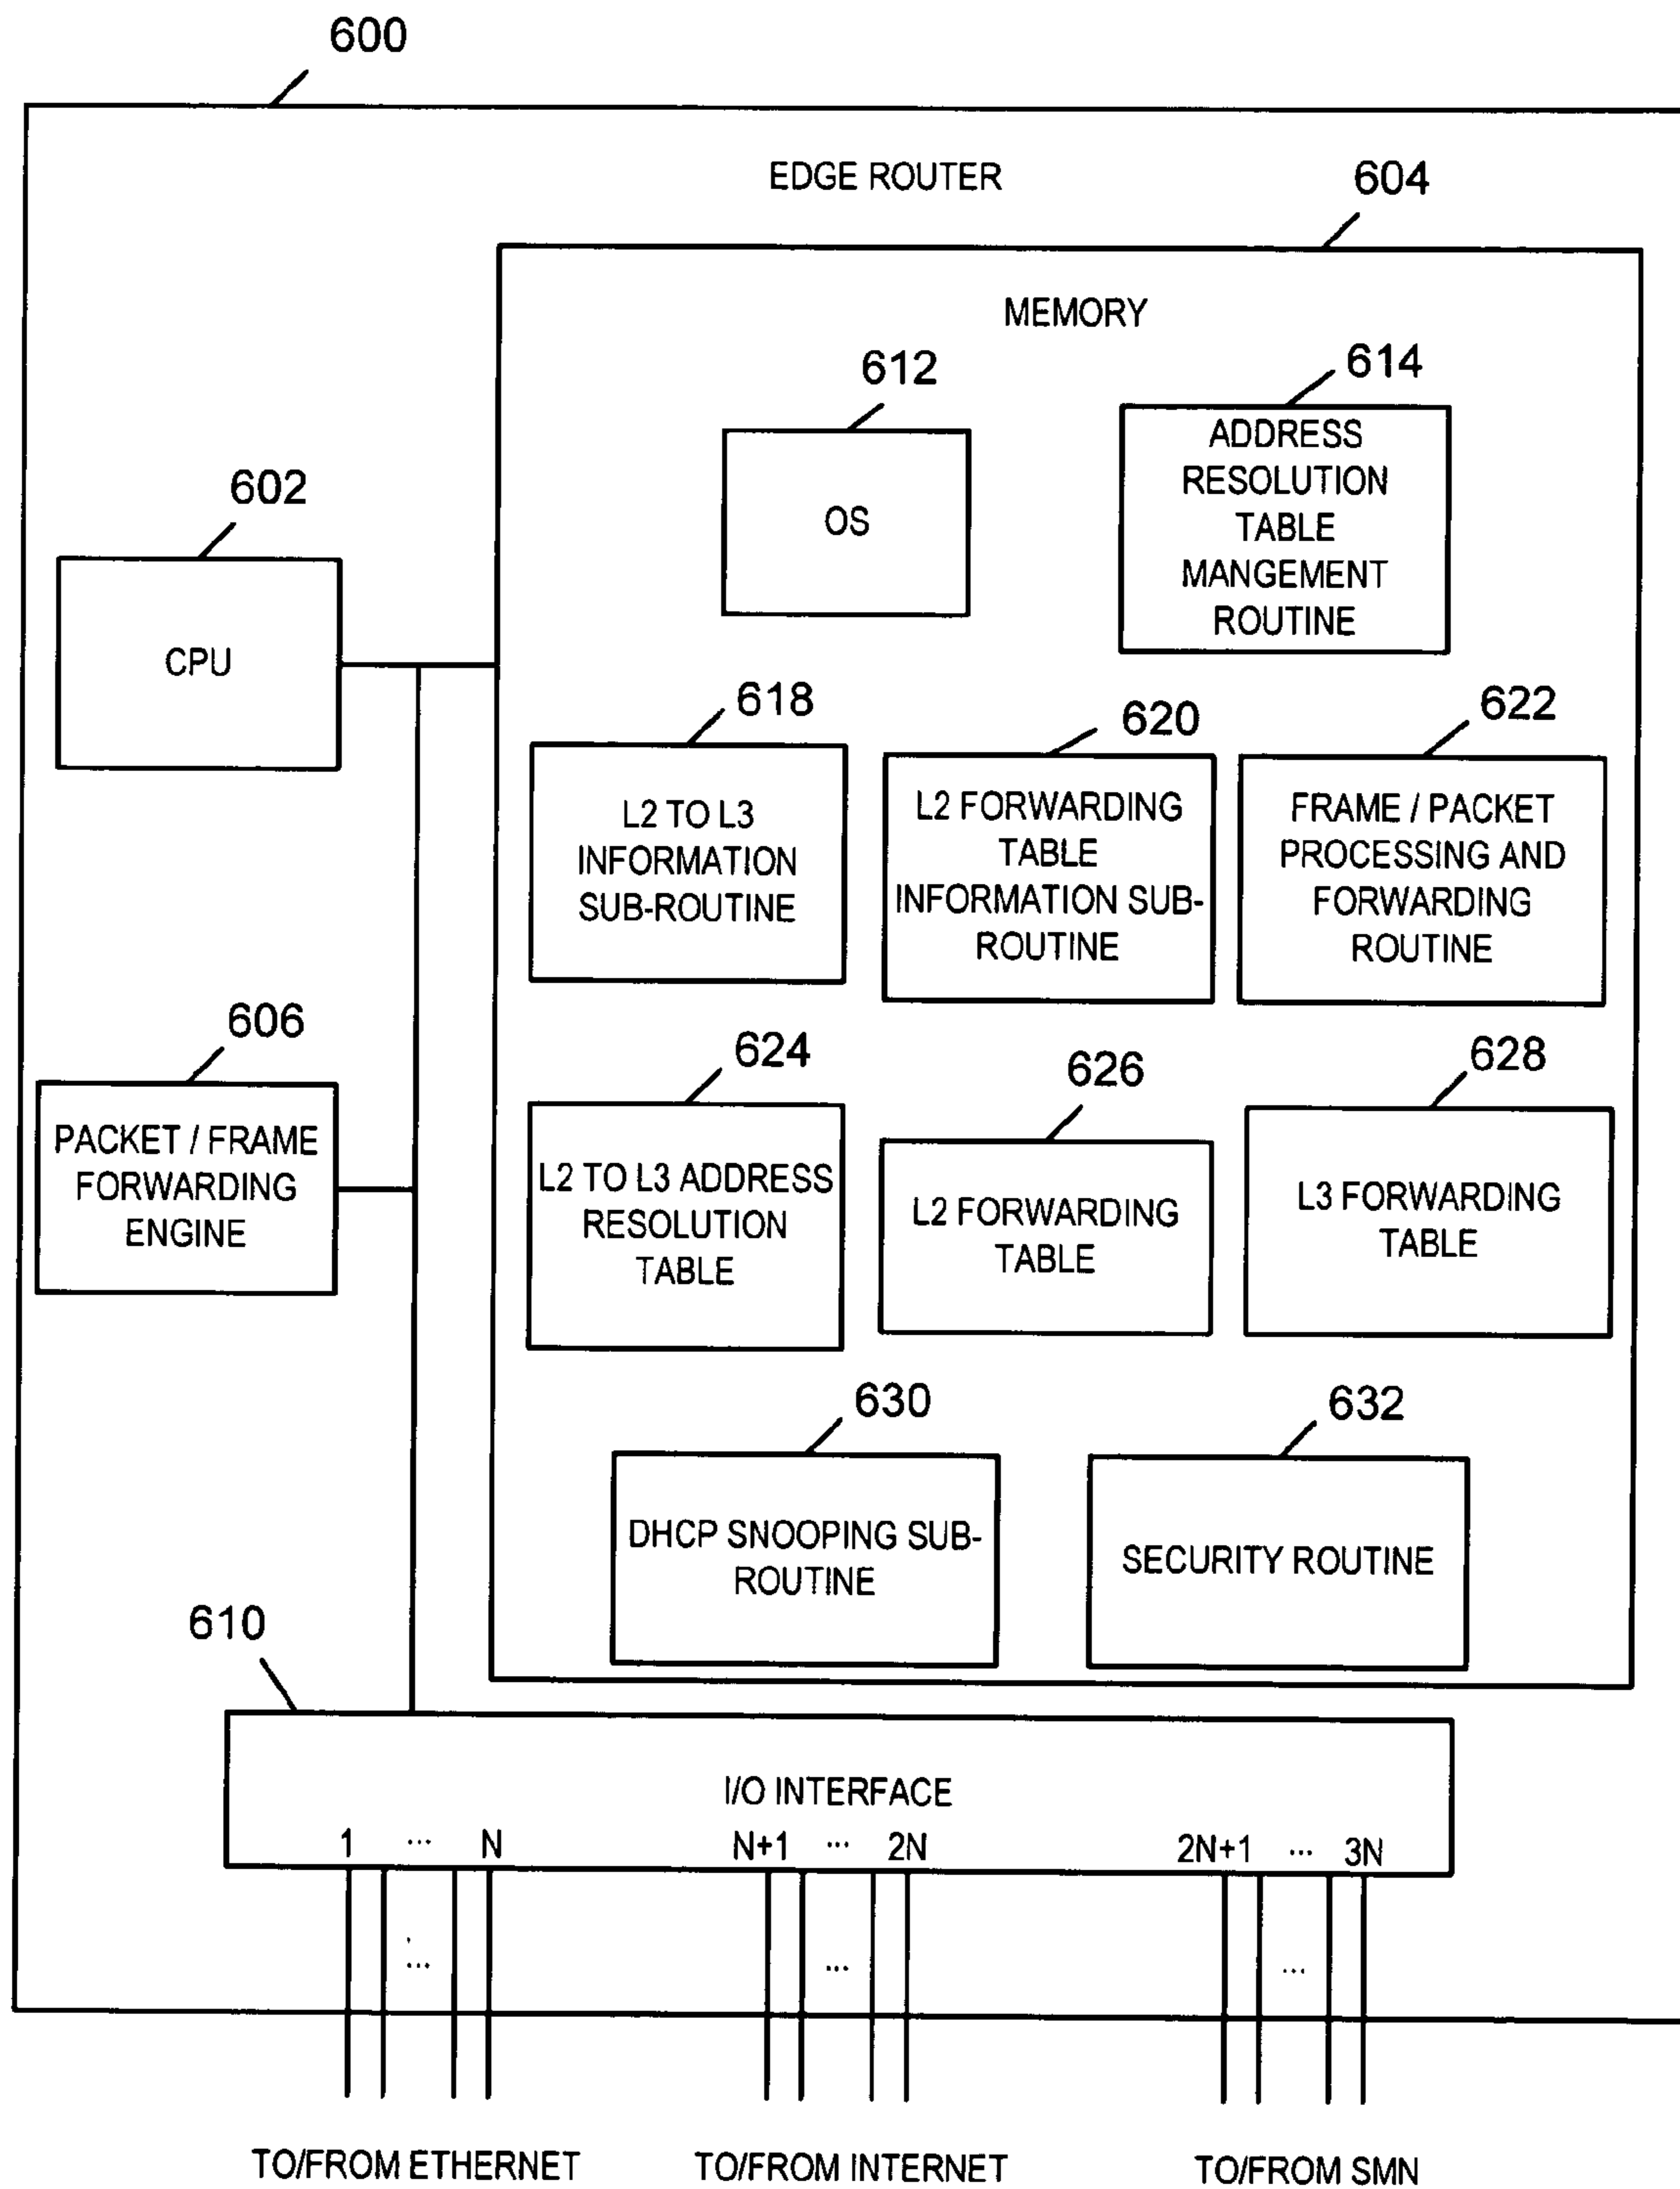 600
EDGE ROUTER
604
MEMORY
612
614
OS
ADDRESS
RESOLUTION
TABLE
MANGEMENT
ROUTINE
602
CPU
618
620
622
L2 TO L3
INFORMATION
SUB-ROUTINE
L2 FORWARDING
TABLE
INFORMATION SUB-
ROUTINE
FRAME / PACKET
PROCESSING AND
FORWARDING
ROUTINE
606
PACKET / FRAME
FORWARDING
ENGINE
624
626
628
L2 TO L3 ADDRESS
RESOLUTION
TABLE
L2 FORWARDING
TABLE
L3 FORWARDING
TABLE
630
632
DHCP SNOOPING SUB-
ROUTINE
SECURITY ROUTINE
610
I/O INTERFACE
1 ... N N+1 ... 2N 2N+1 ... 3N
... ... ...
TO/FROM ETHERNET
TO/FROM INTERNET
TO/FROM SMN